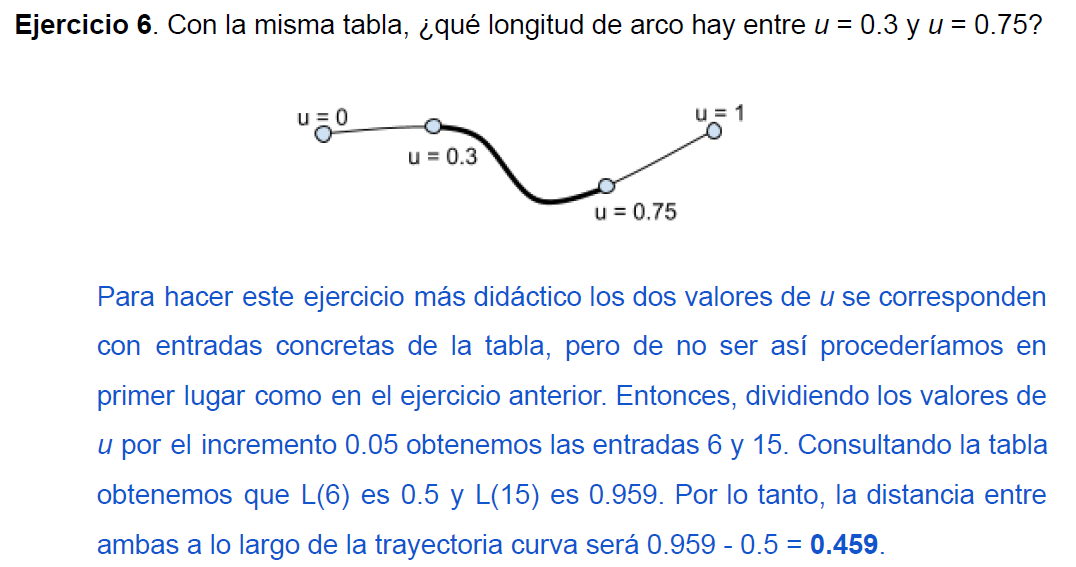 Ejercicio 6. Con la misma tabla, ¿qué longitud de arco hay entre u = 0.3 y u = 0.75?
u = 0
u = 1
u = 0.3
u = 0.75
Para hacer este ejercicio más didáctico los dos valores de u se corresponden
con entradas concretas de la tabla, pero de no ser así procederíamos en
primer lugar como en el ejercicio anterior. Entonces, dividiendo los valores de
u por el incremento 0.05 obtenemos las entradas 6 y 15. Consultando la tabla
obtenemos que L(6) es 0.5 y L(15) es 0.959. Por lo tanto, la distancia entre
ambas a lo largo de la trayectoria curva será 0.959 - 0.5 = 0.459.